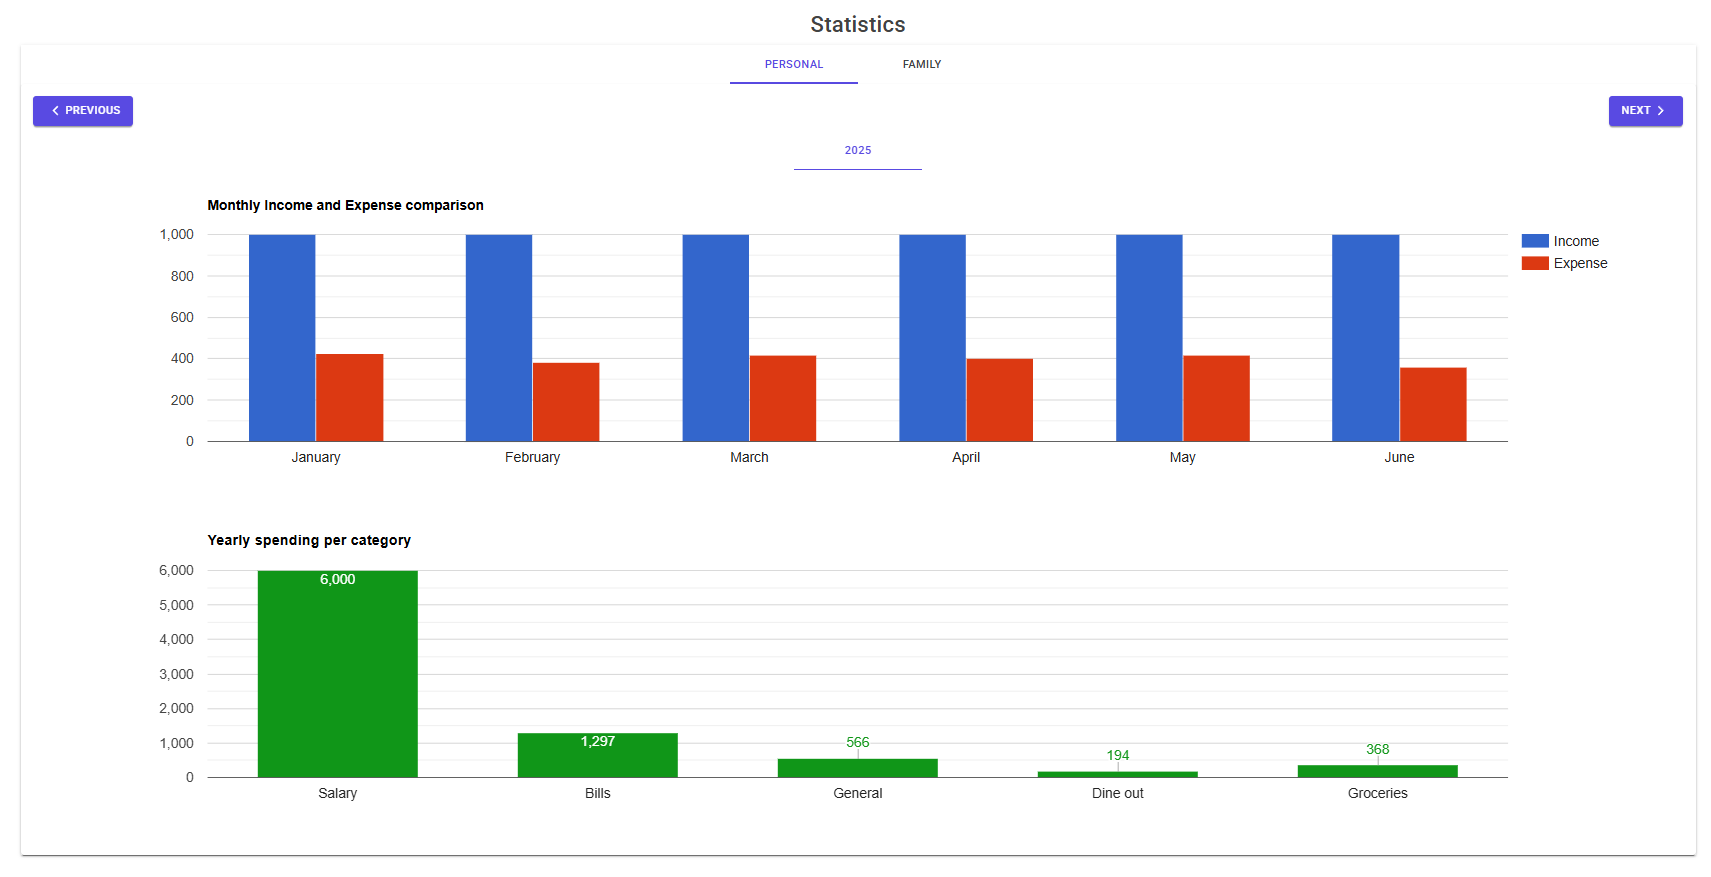 Statistics
PERSONAL FAMILY
PREVIOUS NEXT
2025
Monthly Income and Expense comparison
1,000
800
600
400
200
0
January February March April May June
Income
Expense
Yearly spending per category
6,000
5,000
4,000
3,000
2,000
1,000
0
6,000 1,297 566 194 368
Salary Bills General Dine out Groceries